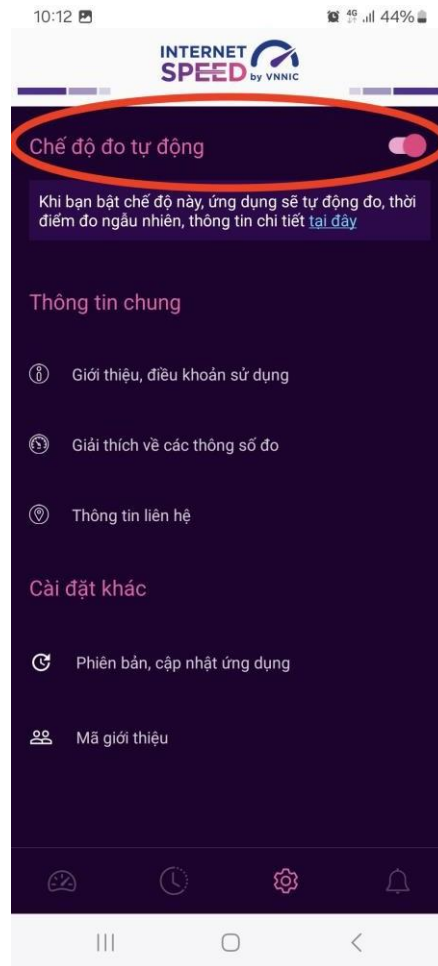 10:12 4G 44%
INTERNET
SPEED by VNNIC
Chế độ đo tự động
Khi bạn bật chế độ này, ứng dụng sẽ tự động đo, thời
điểm đo ngẫu nhiên, thông tin chi tiết tại đây
Thông tin chung
Giới thiệu, điều khoản sử dụng
Giải thích về các thông số đo
Thông tin liên hệ
Cài đặt khác
Phiên bản, cập nhật ứng dụng
Mã giới thiệu